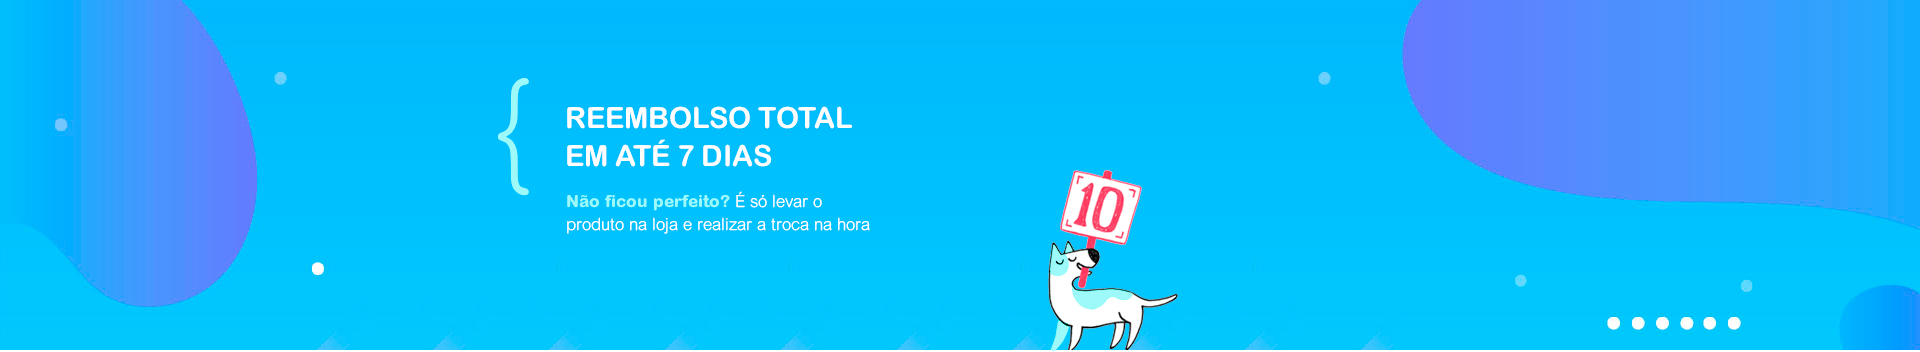 REEMBOLSO TOTAL
EM ATÉ 7 DIAS
Não ficou perfeito? É só levar o
produto na loja e realizar a troca na hora
10